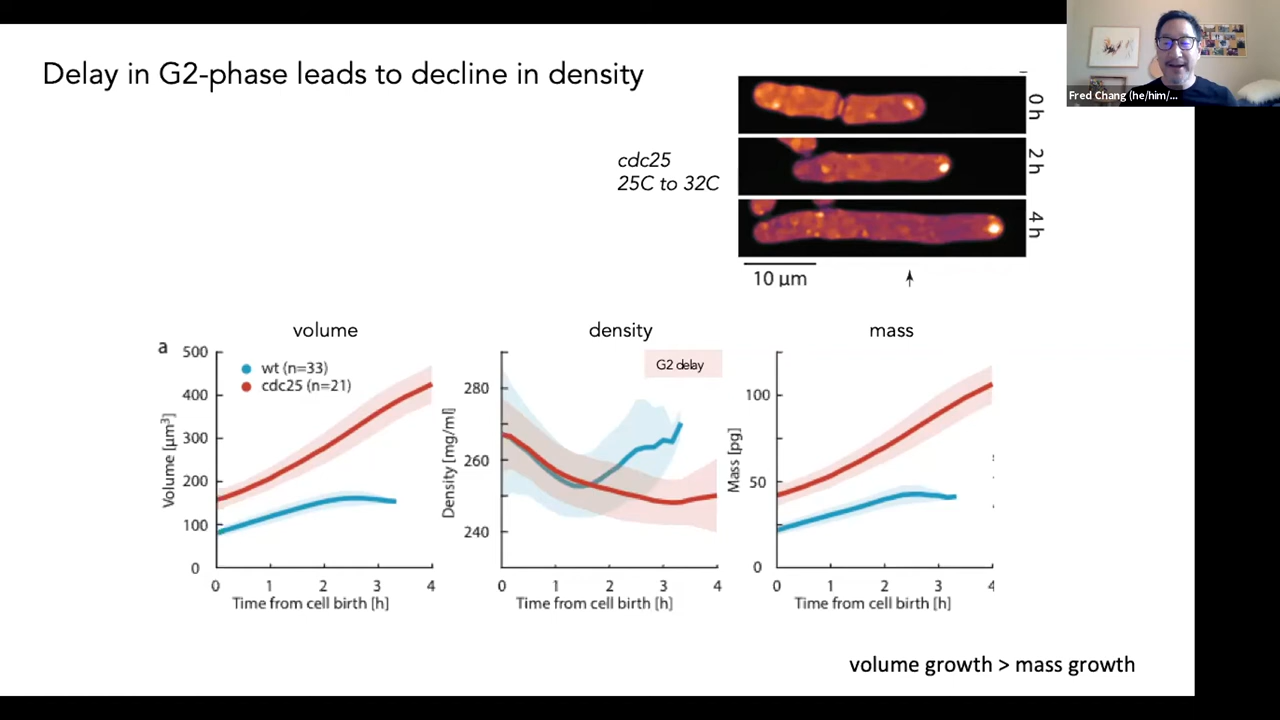 Delay in G2-phase leads to decline in density
Fred Chang (he/him/...
cdc25
25C to 32C
0 h
2 h
4 h
10 µm
volume
density
mass
a
500
400
300
200
100
0
Volume [µm³]
wt (n=33)
cdc25 (n=21)
0 1 2 3 4
Time from cell birth [h]
G2 delay
280
260
240
Density [mg/ml]
0 1 2 3 4
Time from cell birth [h]
100
50
0
Mass [pg]
0 1 2 3 4
Time from cell birth [h]
volume growth > mass growth